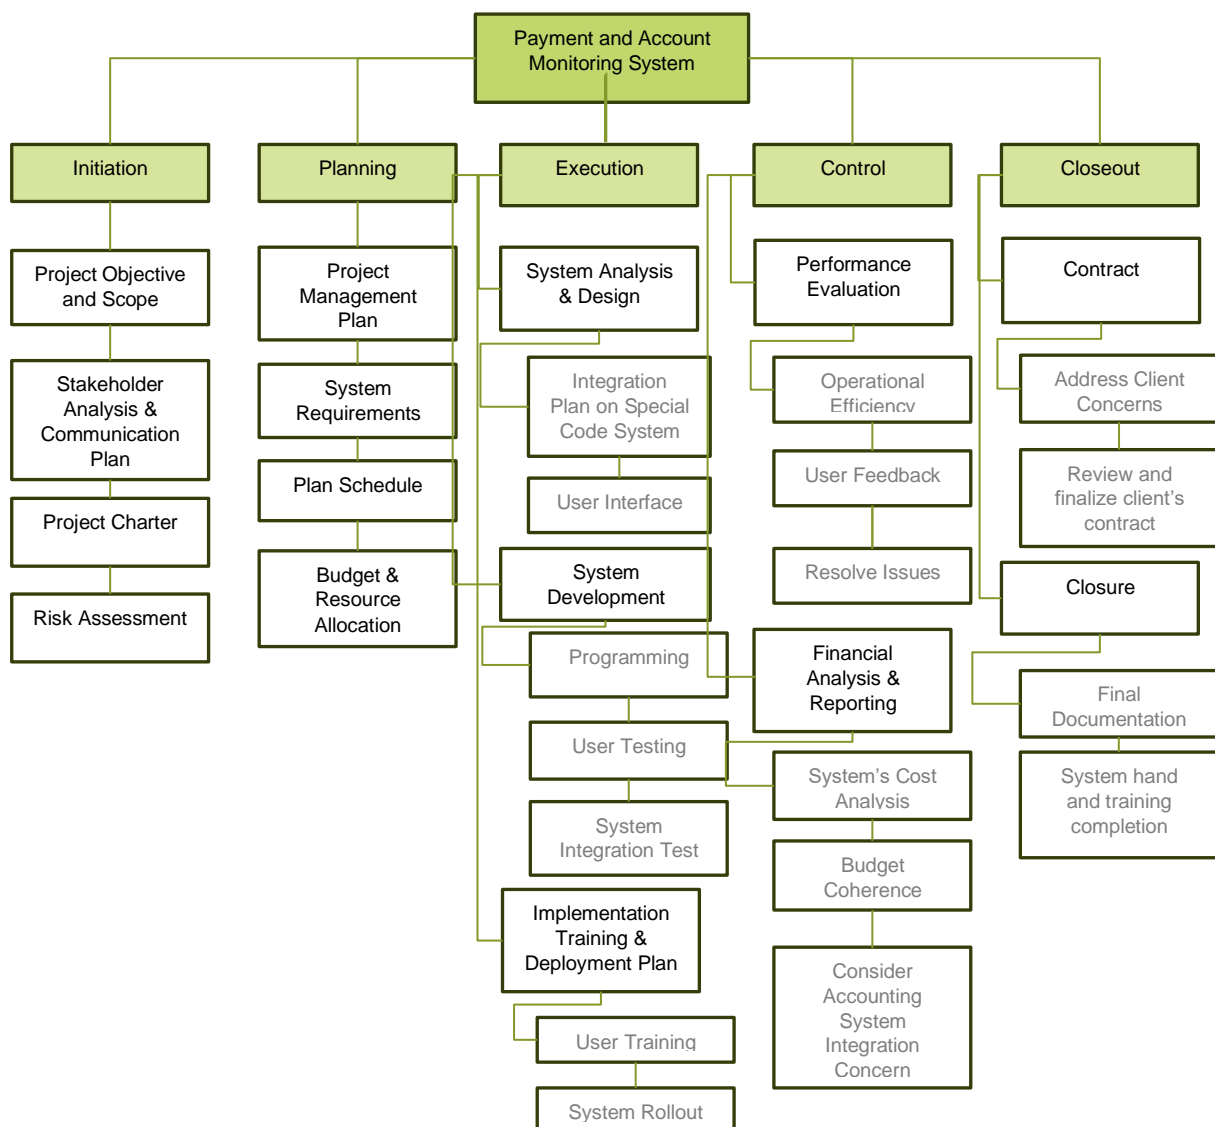 Payment and Account
Monitoring System
Initiation
Planning
Execution
Control
Closeout
Project Objective
and Scope
Stakeholder
Analysis &
Communication
Plan
Project Charter
Risk Assessment
Project
Management
Plan
System
Requirements
Plan Schedule
Budget &
Resource
Allocation
System Analysis
& Design
Integration
Plan on Special
Code System
User Interface
System
Development
Programming
User Testing
System
Integration Test
Implementation
Training &
Deployment Plan
User Training
System Rollout
Performance
Evaluation
Operational
Efficiency
User Feedback
Resolve Issues
Financial
Analysis &
Reporting
System’s Cost
Analysis
Budget
Coherence
Consider
Accounting
System
Integration
Concern
Contract
Address Client
Concerns
Review and
finalize client’s
contract
Closure
Final
Documentation
System hand
and training
completion